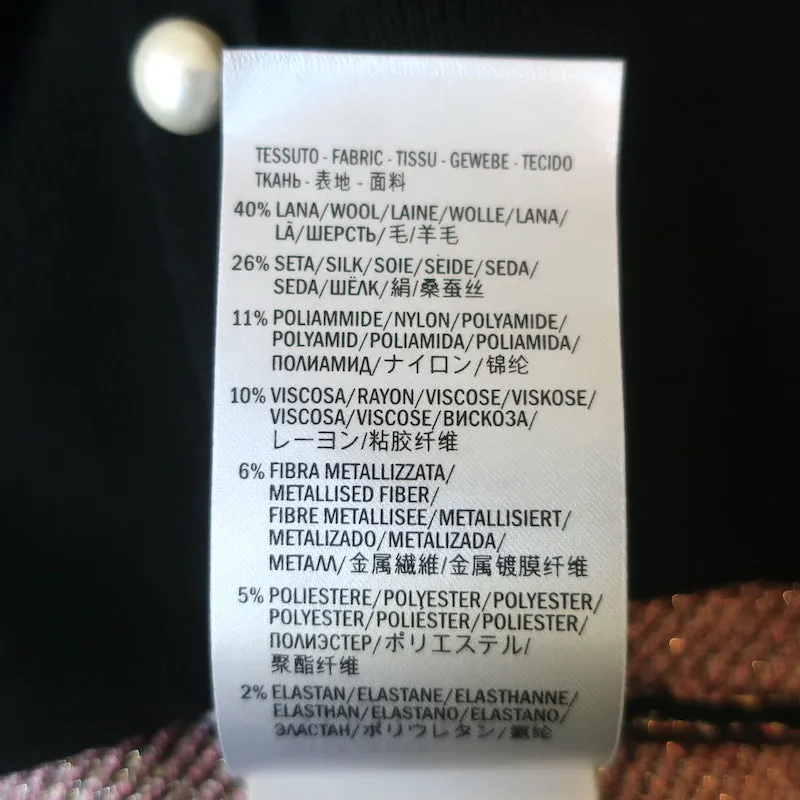 TESSUTO - FABRIC - TISSU - GEWEBE - TECIDO
ТКАНЬ - 表地 - 面料
40% LANA/WOOL/LAINE/WOLLE/LANA/
LÃ/ШЕРСТЬ/毛/羊毛
26% SETA/SILK/SOIE/SEIDE/SEDA/
SEDA/ШЁЛК/絹/桑蚕丝
11% POLIAMMIDE/NYLON/POLYAMIDE/
POLYAMID/POLIAMIDA/POLIAMIDA/
ПОЛИАМИД/ナイロン/锦纶
10% VISCOSA/RAYON/VISCOSE/VISKOSE/
VISCOSA/VISCOSE/ВИСКОЗА/
レーヨン/粘胶纤维
6% FIBRA METALLIZZATA/
METALLISED FIBER/
FIBRE METALLISEE/METALLISIERT/
METALIZADO/METALIZADA/
МЕТАЛЛ/金属繊維/金属镀膜纤维
5% POLIESTERE/POLYESTER/POLYESTER/
POLYESTER/POLIÉSTER/POLIESTER/
ПОЛИЭСТЕР/ポリエステル/
聚酯纤维
2% ELASTAN/ELASTANE/ELASTHANNE/
ELASTHAN/ELASTANO/ELASTANO/
ЭЛАСТАН/ポリウレタン/氨纶